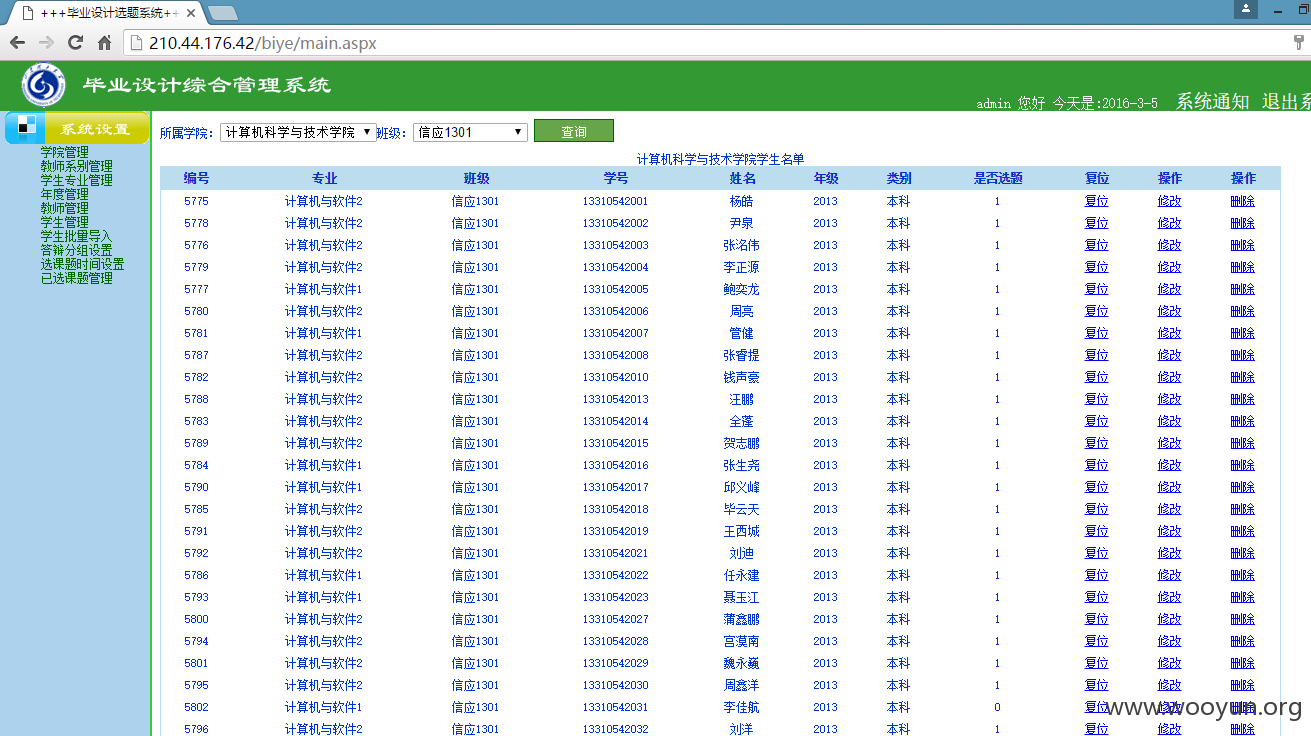 +++毕业设计选题系统++
210.44.176.42/biye/main.aspx
毕业设计综合管理系统
admin 您好 今天是:2016-3-5 系统通知 退出系
系统设置
学院管理
教师系别管理
学生专业管理
年度管理
教师管理
学生管理
学生批量导入
答辩分组设置
选课题时间设置
已选课题管理
所属学院: 计算机科学与技术学院 班级: 信应1301 查询
计算机科学与技术学院学生名单
编号 专业 班级 学号 姓名 年级 类别 是否选题 复位 操作 操作
5775 计算机与软件2 信应1301 13310542001 杨皓 2013 本科 1 复位 修改 删除
5778 计算机与软件2 信应1301 13310542002 尹泉 2013 本科 1 复位 修改 删除
5776 计算机与软件2 信应1301 13310542003 张洺伟 2013 本科 1 复位 修改 删除
5779 计算机与软件2 信应1301 13310542004 李正源 2013 本科 1 复位 修改 删除
5777 计算机与软件1 信应1301 13310542005 鲍奕龙 2013 本科 1 复位 修改 删除
5780 计算机与软件2 信应1301 13310542006 周亮 2013 本科 1 复位 修改 删除
5781 计算机与软件1 信应1301 13310542007 管健 2013 本科 1 复位 修改 删除
5787 计算机与软件2 信应1301 13310542008 张睿提 2013 本科 1 复位 修改 删除
5782 计算机与软件2 信应1301 13310542010 钱声豪 2013 本科 1 复位 修改 删除
5788 计算机与软件2 信应1301 13310542013 汪鹏 2013 本科 1 复位 修改 删除
5783 计算机与软件2 信应1301 13310542014 全蓬 2013 本科 1 复位 修改 删除
5789 计算机与软件2 信应1301 13310542015 贺志鹏 2013 本科 1 复位 修改 删除
5784 计算机与软件1 信应1301 13310542016 张生尧 2013 本科 1 复位 修改 删除
5790 计算机与软件1 信应1301 13310542017 邱义峰 2013 本科 1 复位 修改 删除
5785 计算机与软件2 信应1301 13310542018 毕云天 2013 本科 1 复位 修改 删除
5791 计算机与软件2 信应1301 13310542019 王西城 2013 本科 1 复位 修改 删除
5792 计算机与软件2 信应1301 13310542021 刘迪 2013 本科 1 复位 修改 删除
5786 计算机与软件1 信应1301 13310542022 任永建 2013 本科 1 复位 修改 删除
5793 计算机与软件1 信应1301 13310542023 聂玉江 2013 本科 1 复位 修改 删除
5800 计算机与软件2 信应1301 13310542027 蒲鑫鹏 2013 本科 1 复位 修改 删除
5794 计算机与软件2 信应1301 13310542028 宫漠南 2013 本科 1 复位 修改 删除
5801 计算机与软件2 信应1301 13310542029 魏永巍 2013 本科 1 复位 修改 删除
5795 计算机与软件2 信应1301 13310542030 周鑫洋 2013 本科 1 复位 修改 删除
5802 计算机与软件1 信应1301 13310542031 李佳航 2013 本科 0 复位 修改 删除
5796 计算机与软件2 信应1301 13310542032 刘洋 2013 本科 1 复位 修改 删除
www.wooyun.org